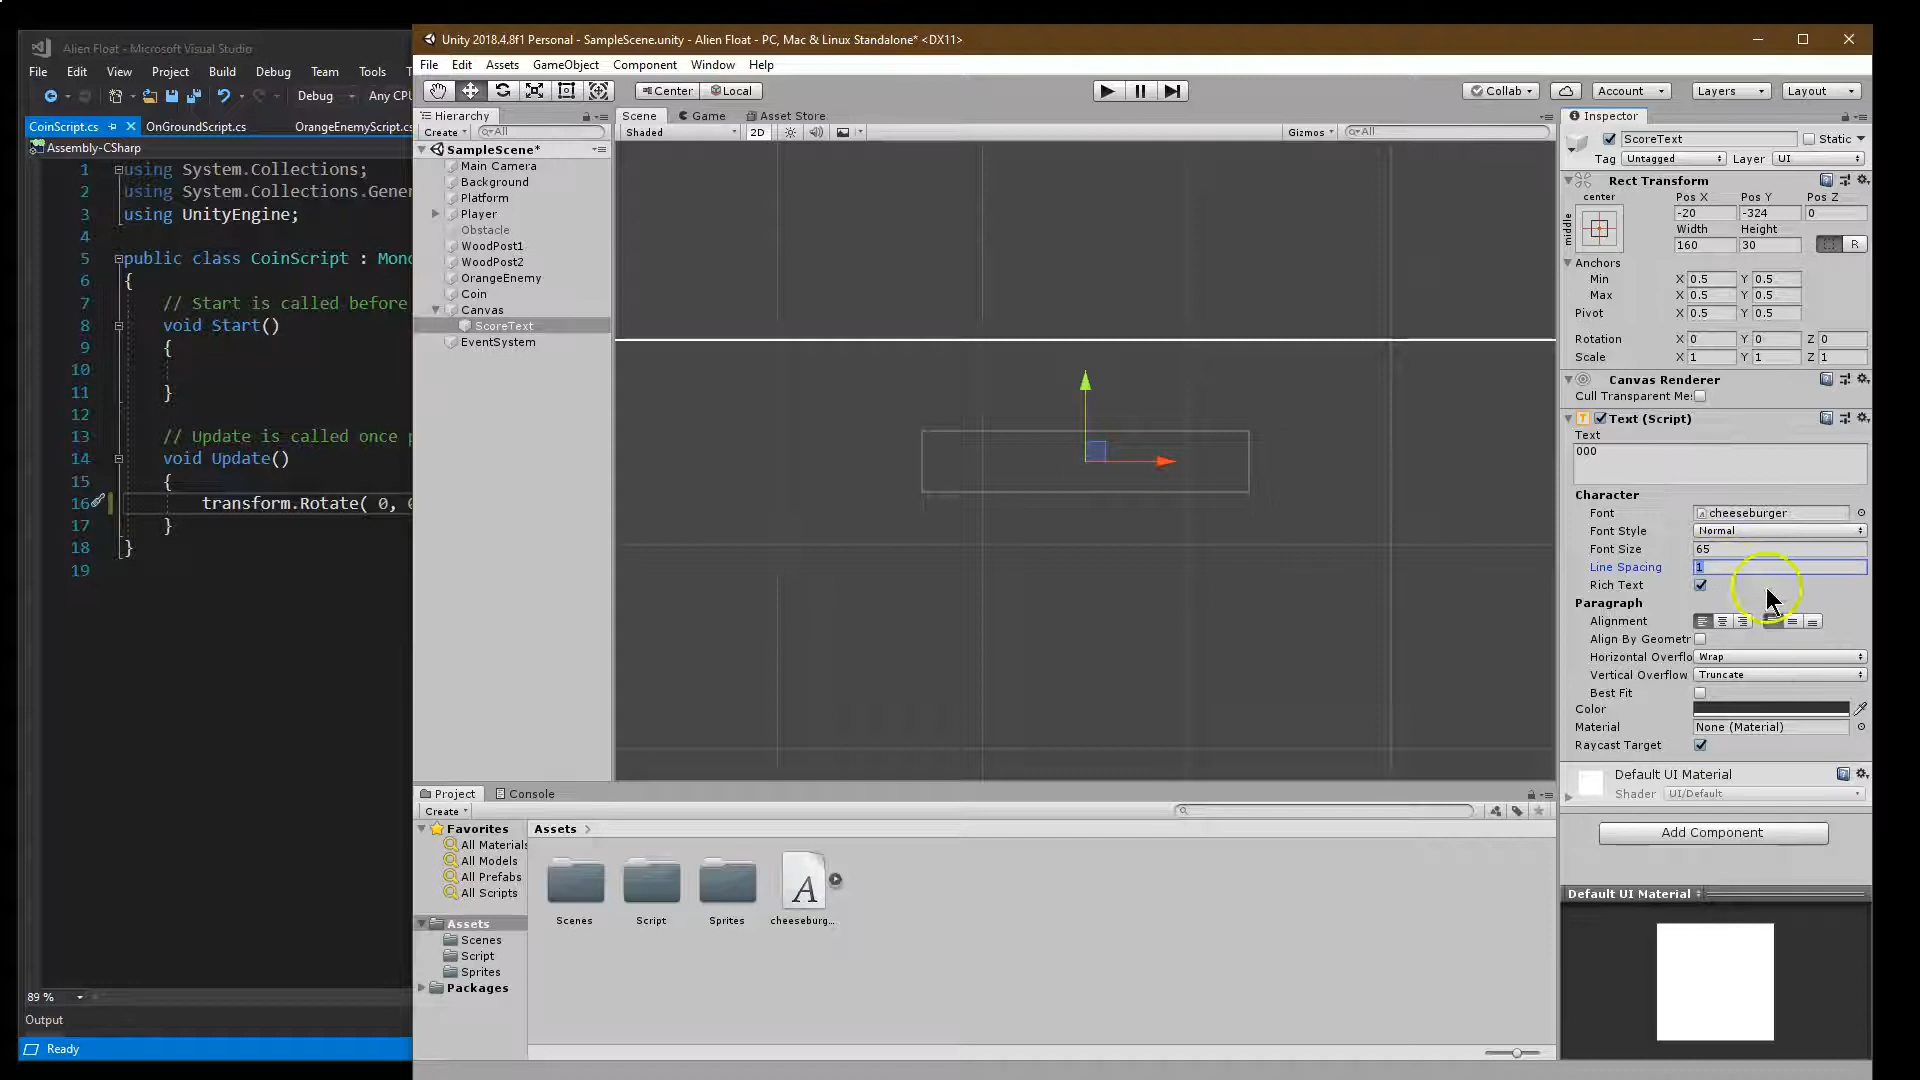 Alien Float - Microsoft Visual Studio
File Edit View Project Build Debug Team Tools
Debug Any CPU
CoinScript.cs OnGroundScript.cs OrangeEnemyScript.cs
Assembly-CSharp
1 using System.Collections;
2 using System.Collections.Gener
3 using UnityEngine;
4
5 public class CoinScript : Mono
6 {
7 // Start is called before
8 void Start()
9 {
10
11 }
12
13 // Update is called once p
14 void Update()
15 {
16 transform.Rotate( 0, 0
17 }
18 }
19
89 %
Output
Ready
Unity 2018.4.8f1 Personal - SampleScene.unity - Alien Float - PC, Mac & Linux Standalone* <DX11>
File Edit Assets GameObject Component Window Help
Center Local
Collab Account Layers Layout
Hierarchy
Create All
SampleScene*
Main Camera
Background
Platform
Player
Obstacle
WoodPost1
WoodPost2
OrangeEnemy
Coin
Canvas
ScoreText
EventSystem
Scene Game Asset Store
Shaded 2D Gizmos All
Project Console
Create
Favorites
All Materials
All Models
All Prefabs
All Scripts
Assets
Scenes
Script
Sprites
Packages
Assets
Scenes Script Sprites cheeseburg...
Inspector
ScoreText Static
Tag Untagged Layer UI
Rect Transform
center
middle
Pos X Pos Y Pos Z
-20 -324 0
Width Height
160 30
R
Anchors
Min X 0.5 Y 0.5
Max X 0.5 Y 0.5
Pivot X 0.5 Y 0.5
Rotation X 0 Y 0 Z 0
Scale X 1 Y 1 Z 1
Canvas Renderer
Cull Transparent Me:
Text (Script)
Text
000
Character
Font cheeseburger
Font Style Normal
Font Size 65
Line Spacing 1
Rich Text
Paragraph
Alignment
Align By Geometr
Horizontal Overflo Wrap
Vertical Overflow Truncate
Best Fit
Color
Material None (Material)
Raycast Target
Default UI Material
Shader UI/Default
Add Component
Default UI Material